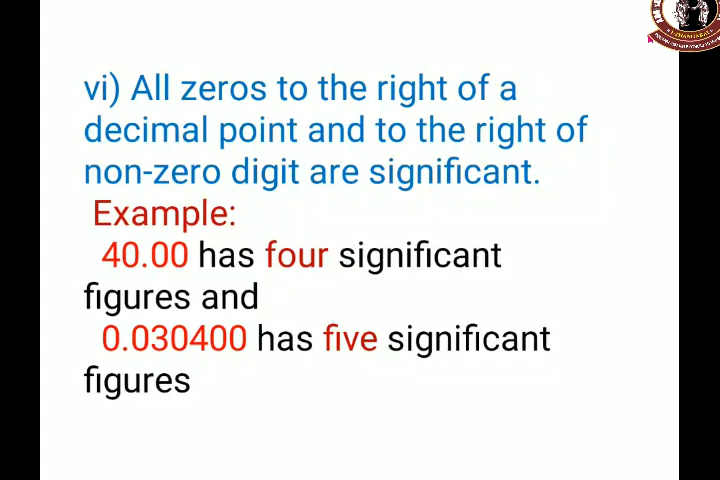 vi) All zeros to the right of a
decimal point and to the right of
non-zero digit are significant.
Example:
40.00 has four significant
figures and
0.030400 has five significant
figures